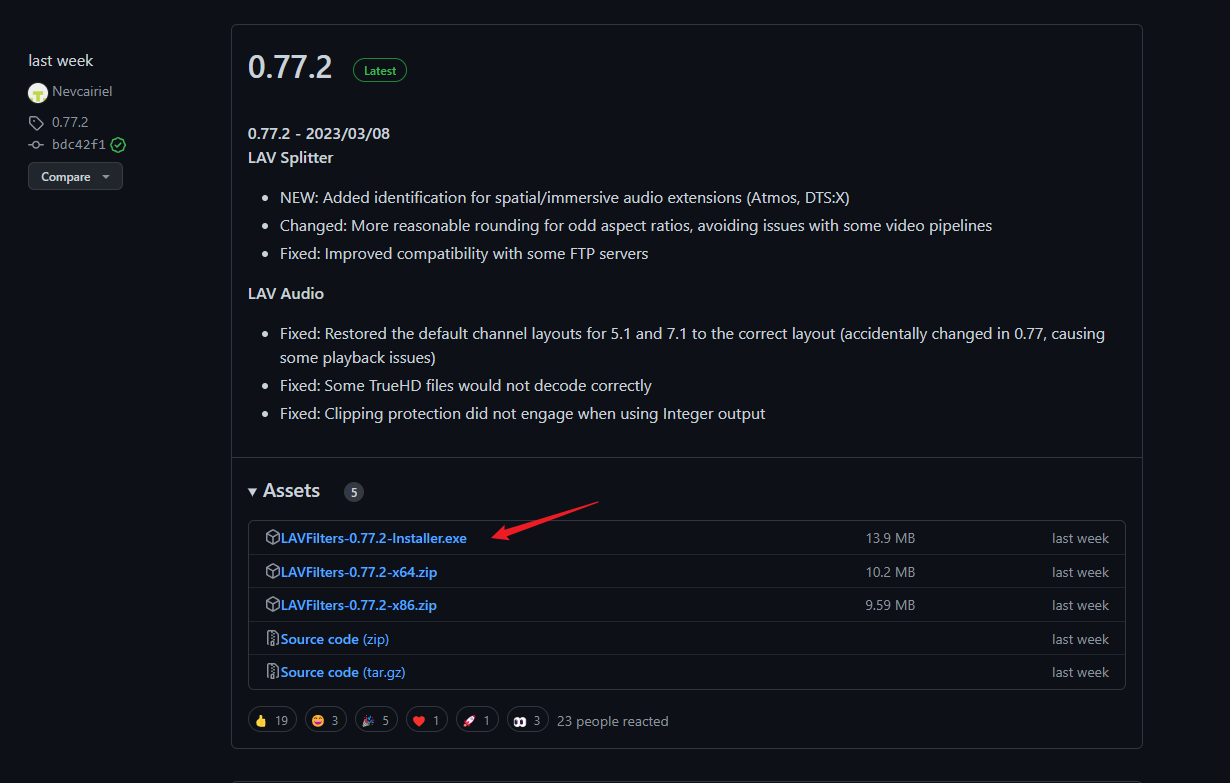 last week
Nevcairiel
0.77.2
bdc42f1
Compare
0.77.2 Latest
0.77.2 - 2023/03/08
LAV Splitter
NEW: Added identification for spatial/immersive audio extensions (Atmos, DTS:X)
Changed: More reasonable rounding for odd aspect ratios, avoiding issues with some video pipelines
Fixed: Improved compatibility with some FTP servers
LAV Audio
Fixed: Restored the default channel layouts for 5.1 and 7.1 to the correct layout (accidentally changed in 0.77, causing
some playback issues)
Fixed: Some TrueHD files would not decode correctly
Fixed: Clipping protection did not engage when using Integer output
Assets 5
LAVFilters-0.77.2-Installer.exe 13.9 MB last week
LAVFilters-0.77.2-x64.zip 10.2 MB last week
LAVFilters-0.77.2-x86.zip 9.59 MB last week
Source code (zip) last week
Source code (tar.gz) last week
19 3 5 1 1 3 23 people reacted